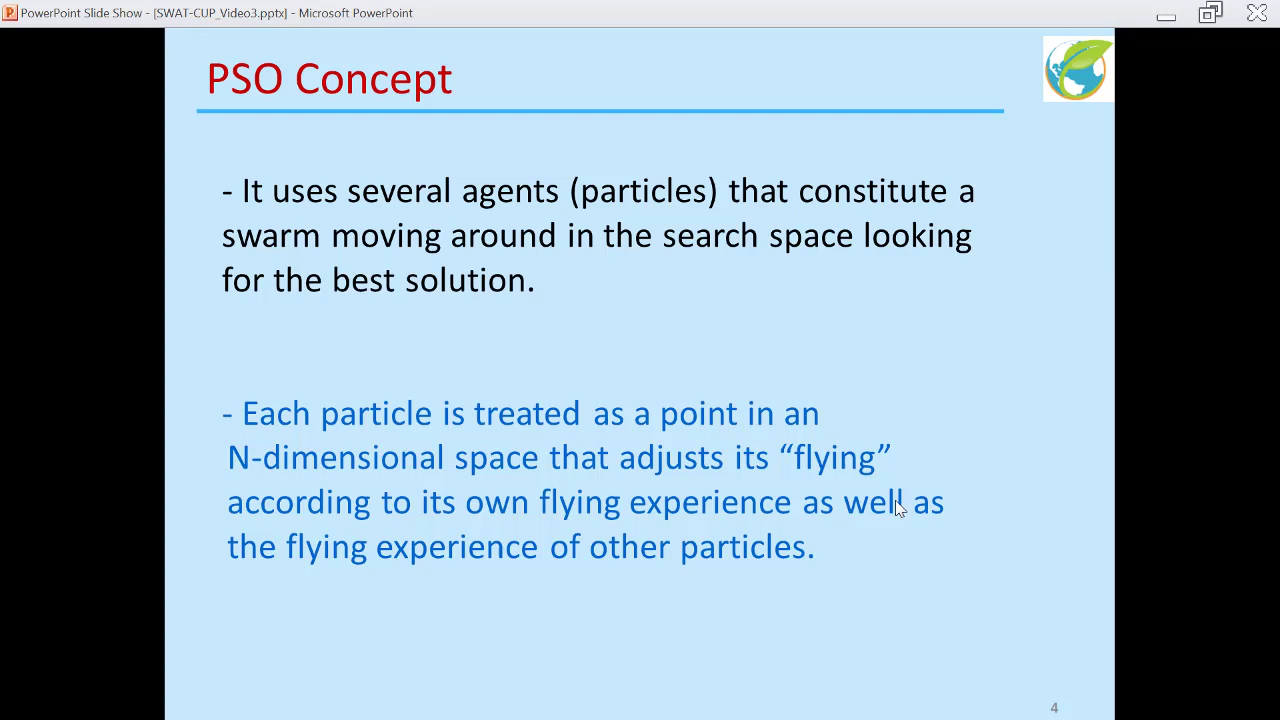 PowerPoint Slide Show - [SWAT-CUP_Video3.pptx] - Microsoft PowerPoint
PSO Concept
- It uses several agents (particles) that constitute a
swarm moving around in the search space looking
for the best solution.
- Each particle is treated as a point in an
N-dimensional space that adjusts its “flying”
according to its own flying experience as well as
the flying experience of other particles.
4